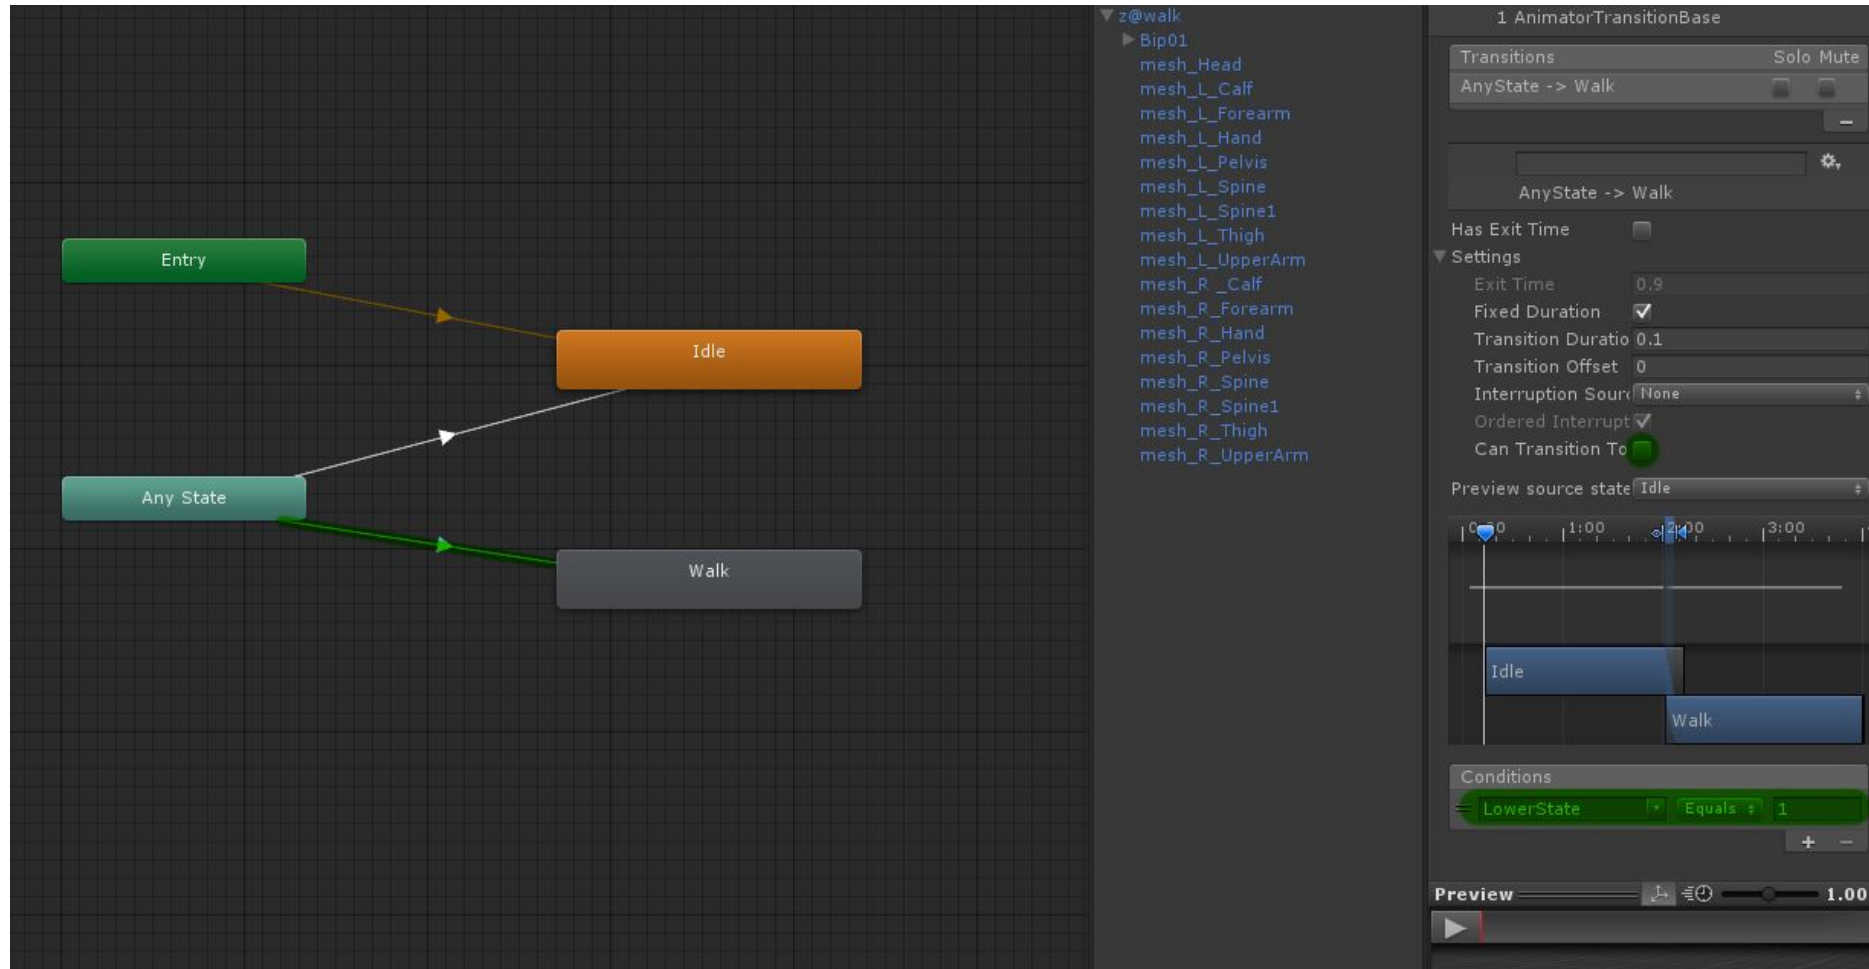 Entry
Idle
Any State
Walk
z@walk
Bip01
mesh_Head
mesh_L_Calf
mesh_L_Forearm
mesh_L_Hand
mesh_L_Pelvis
mesh_L_Spine
mesh_L_Spine1
mesh_L_Thigh
mesh_L_UpperArm
mesh_R _Calf
mesh_R_Forearm
mesh_R_Hand
mesh_R_Pelvis
mesh_R_Spine
mesh_R_Spine1
mesh_R_Thigh
mesh_R_UpperArm
1 AnimatorTransitionBase
Transitions Solo Mute
AnyState -> Walk
AnyState -> Walk
Has Exit Time
Settings
Exit Time 0.9
Fixed Duration
Transition Duratio 0.1
Transition Offset 0
Interruption Sour None
Ordered Interrupt
Can Transition To
Preview source state Idle
1:00 2:00 3:00
Idle
Walk
Conditions
LowerState Equals 1
Preview 1.00